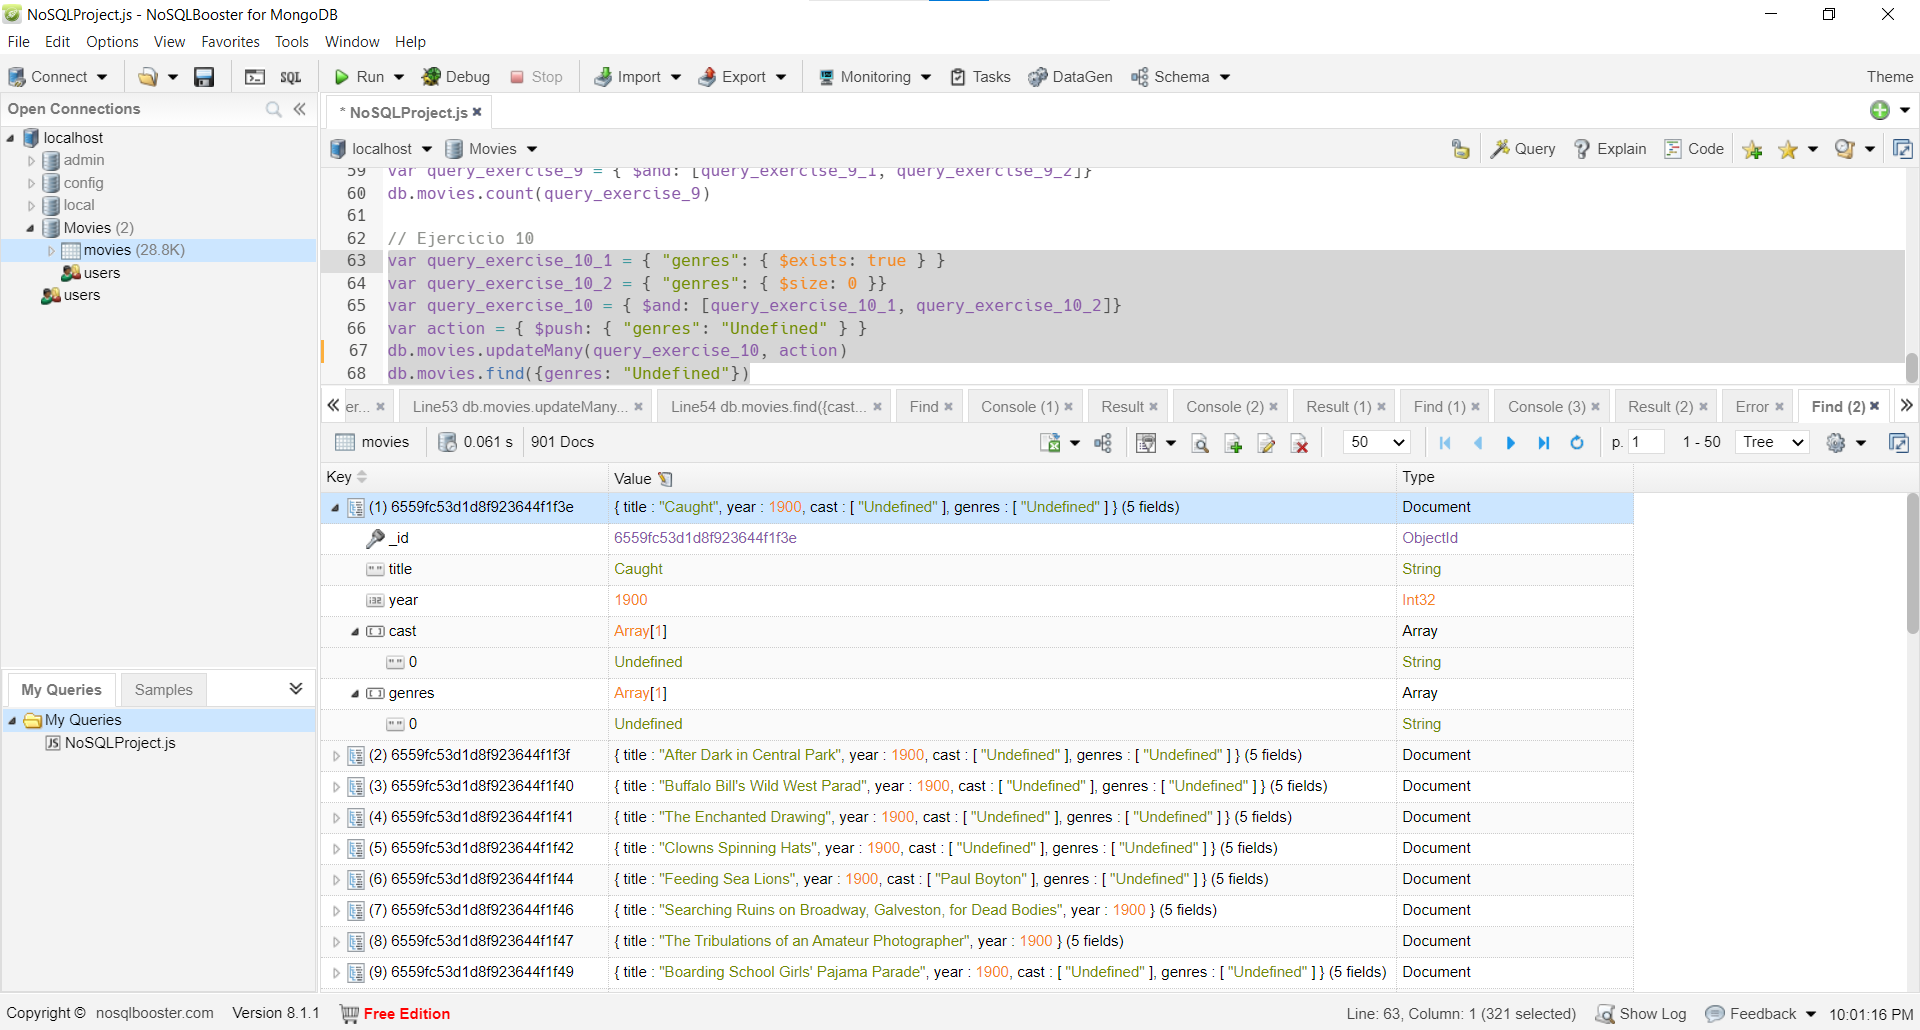 NoSQLProject.js - NoSQLBooster for MongoDB
File Edit Options View Favorites Tools Window Help
Connect SQL Run Debug Stop Import Export Monitoring Tasks DataGen Schema Theme
Open Connections
localhost
admin
config
local
Movies (2)
movies (28.8K)
users
users
My Queries Samples
My Queries
JS NoSQLProject.js
* NoSQLProject.js
localhost Movies Query Explain Code
59 var query_exercise_9 = { $and: [query_exercise_9_1, query_exercise_9_2]}
60 db.movies.count(query_exercise_9)
61
62 // Ejercicio 10
63 var query_exercise_10_1 = { "genres": { $exists: true } }
64 var query_exercise_10_2 = { "genres": { $size: 0 }}
65 var query_exercise_10 = { $and: [query_exercise_10_1, query_exercise_10_2]}
66 var action = { $push: { "genres": "Undefined" } }
67 db.movies.updateMany(query_exercise_10, action)
68 db.movies.find({genres: "Undefined"})
er... Line53 db.movies.updateMany... Line54 db.movies.find({cast... Find Console (1) Result Console (2) Result (1) Find (1) Console (3) Result (2) Error Find (2)
movies 0.061 s 901 Docs 50 p. 1 1 - 50 Tree
Key Value Type
(1) 6559fc53d1d8f923644f1f3e { title : "Caught", year : 1900, cast : [ "Undefined" ], genres : [ "Undefined" ] } (5 fields) Document
_id 6559fc53d1d8f923644f1f3e ObjectId
title Caught String
year 1900 Int32
cast Array[1] Array
0 Undefined String
genres Array[1] Array
0 Undefined String
(2) 6559fc53d1d8f923644f1f3f { title : "After Dark in Central Park", year : 1900, cast : [ "Undefined" ], genres : [ "Undefined" ] } (5 fields) Document
(3) 6559fc53d1d8f923644f1f40 { title : "Buffalo Bill's Wild West Parad", year : 1900, cast : [ "Undefined" ], genres : [ "Undefined" ] } (5 fields) Document
(4) 6559fc53d1d8f923644f1f41 { title : "The Enchanted Drawing", year : 1900, cast : [ "Undefined" ], genres : [ "Undefined" ] } (5 fields) Document
(5) 6559fc53d1d8f923644f1f42 { title : "Clowns Spinning Hats", year : 1900, cast : [ "Undefined" ], genres : [ "Undefined" ] } (5 fields) Document
(6) 6559fc53d1d8f923644f1f44 { title : "Feeding Sea Lions", year : 1900, cast : [ "Paul Boyton" ], genres : [ "Undefined" ] } (5 fields) Document
(7) 6559fc53d1d8f923644f1f46 { title : "Searching Ruins on Broadway, Galveston, for Dead Bodies", year : 1900 } (5 fields) Document
(8) 6559fc53d1d8f923644f1f47 { title : "The Tribulations of an Amateur Photographer", year : 1900 } (5 fields) Document
(9) 6559fc53d1d8f923644f1f49 { title : "Boarding School Girls' Pajama Parade", year : 1900, cast : [ "Undefined" ], genres : [ "Undefined" ] } (5 fields) Document
Copyright © nosqlbooster.com Version 8.1.1 Free Edition Line: 63, Column: 1 (321 selected) Show Log Feedback 10:01:16 PM